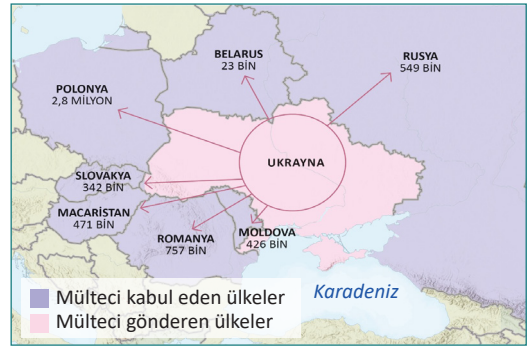 BELARUS
23 BİN
RUSYA
549 BİN
POLONYA
2,8 MİLYON
UKRAYNA
SLOVAKYA
342 BİN
MACARİSTAN
471 BİN
ROMANYA
757 BİN
MOLDOVA
426 BİN
Karadeniz
Mülteci kabul eden ülkeler
Mülteci gönderen ülkeler